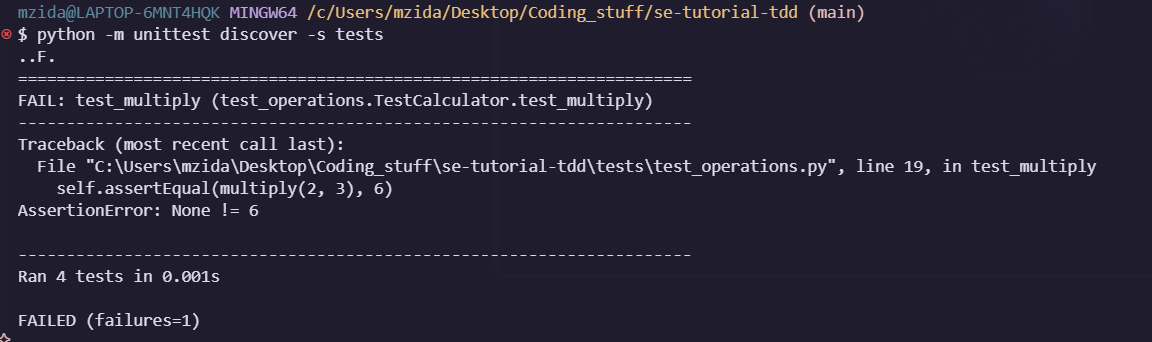 mzida@LAPTOP-6MNT4HQK MINGW64 /c/Users/mzida/Desktop/Coding_stuff/se-tutorial-tdd (main)
$ python -m unittest discover -s tests
..F.
======================================================================
FAIL: test_multiply (test_operations.TestCalculator.test_multiply)
----------------------------------------------------------------------
Traceback (most recent call last):
  File "C:\Users\mzida\Desktop\Coding_stuff\se-tutorial-tdd\tests\test_operations.py", line 19, in test_multiply
    self.assertEqual(multiply(2, 3), 6)
AssertionError: None != 6

----------------------------------------------------------------------
Ran 4 tests in 0.001s

FAILED (failures=1)